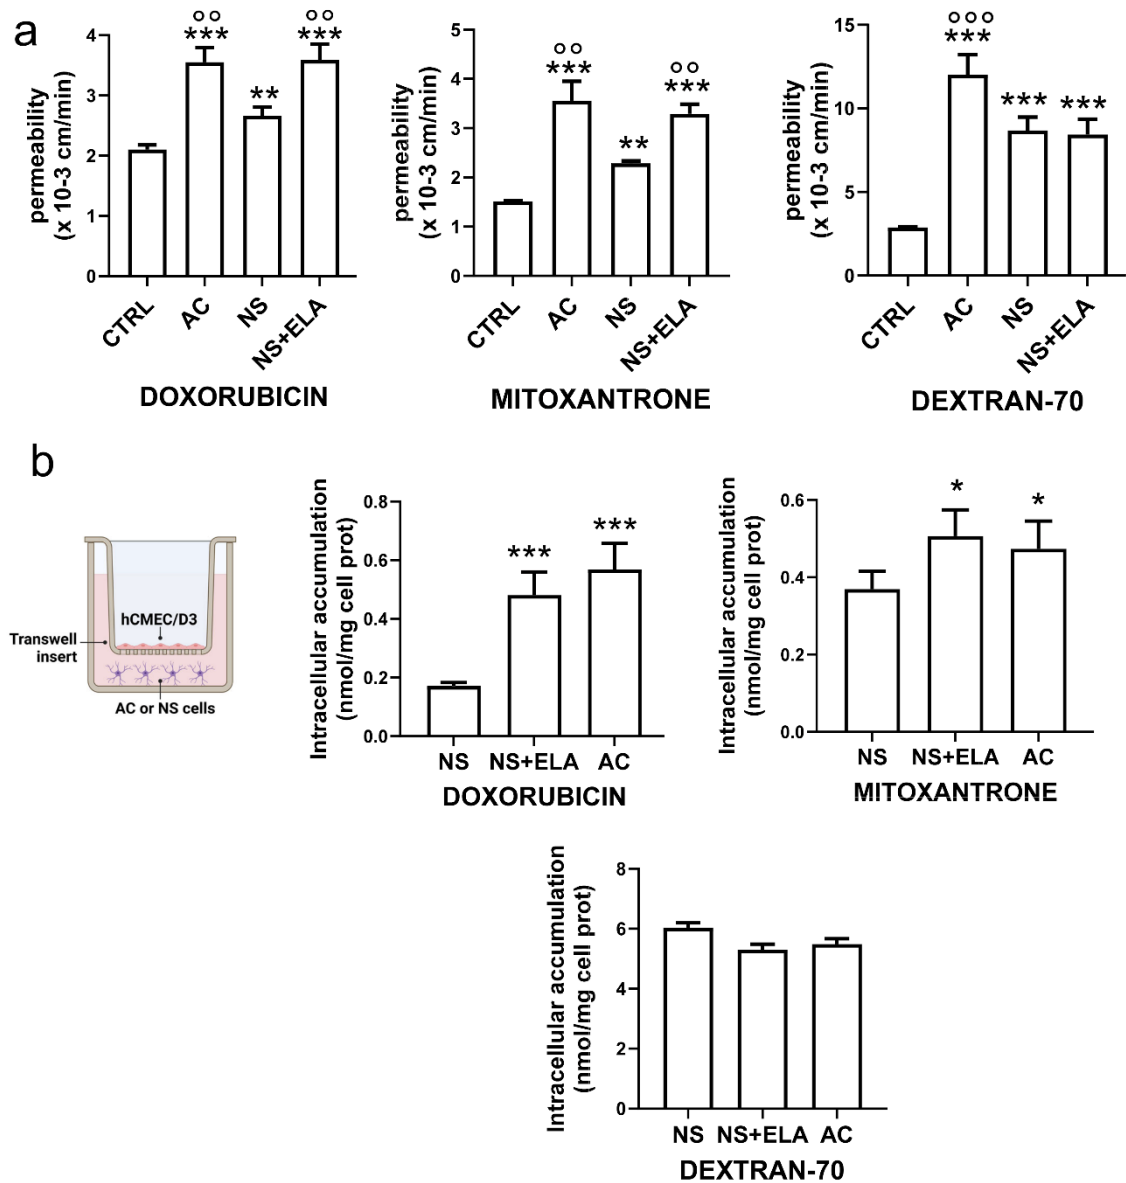 a
permeability
(x 10-3 cm/min)
4
3
2
1
0
°°
***
**
°°
***
CTRL
AC
NS
NS+ELA
DOXORUBICIN
permeability
(x 10-3 cm/min)
5
4
3
2
1
0
°°
***
**
°°
***
CTRL
AC
NS
NS+ELA
MITOXANTRONE
permeability
(x 10-3 cm/min)
15
10
5
0
°°°
***
***
***
CTRL
AC
NS
NS+ELA
DEXTRAN-70
b
hCMEC/D3
Transwell
insert
AC or NS cells
Intracellular accumulation
(nmol/mg cell prot)
0.8
0.6
0.4
0.2
0.0
***
***
NS NS+ELA AC
DOXORUBICIN
Intracellular accumulation
(nmol/mg cell prot)
0.6
0.4
0.2
0.0
*
*
NS NS+ELA AC
MITOXANTRONE
Intracellular accumulation
(nmol/mg cell prot)
8
6
4
2
0
NS NS+ELA AC
DEXTRAN-70